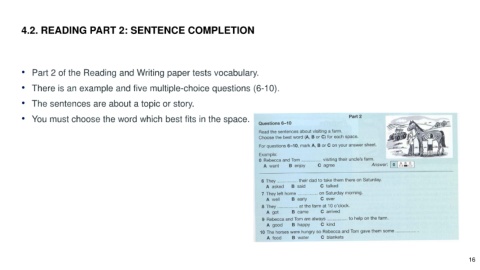 4.2. READING PART 2: SENTENCE COMPLETION
• Part 2 of the Reading and Writing paper tests vocabulary.
• There is an example and five multiple-choice questions (6-10).
• The sentences are about a topic or story.
• You must choose the word which best fits in the space.
Part 2
Questions 6–10
Read the sentences about visiting a farm.
Choose the best word (A, B or C) for each space.
For questions 6–10, mark A, B or C on your answer sheet.
Example:
0 Rebecca and Tom ............ visiting their uncle's farm.
A want B enjoy C agree Answer: 0 A B C
6 They ............ their dad to take them there on Saturday.
A asked B said C talked
7 They left home ............ on Saturday morning.
A well B early C ever
8 They ............ at the farm at 10 o'clock.
A got B came C arrived
9 Rebecca and Tom are always ............ to help on the farm.
A good B happy C kind
10 The horses were hungry so Rebecca and Tom gave them some ............ .
A food B water C blankets
16